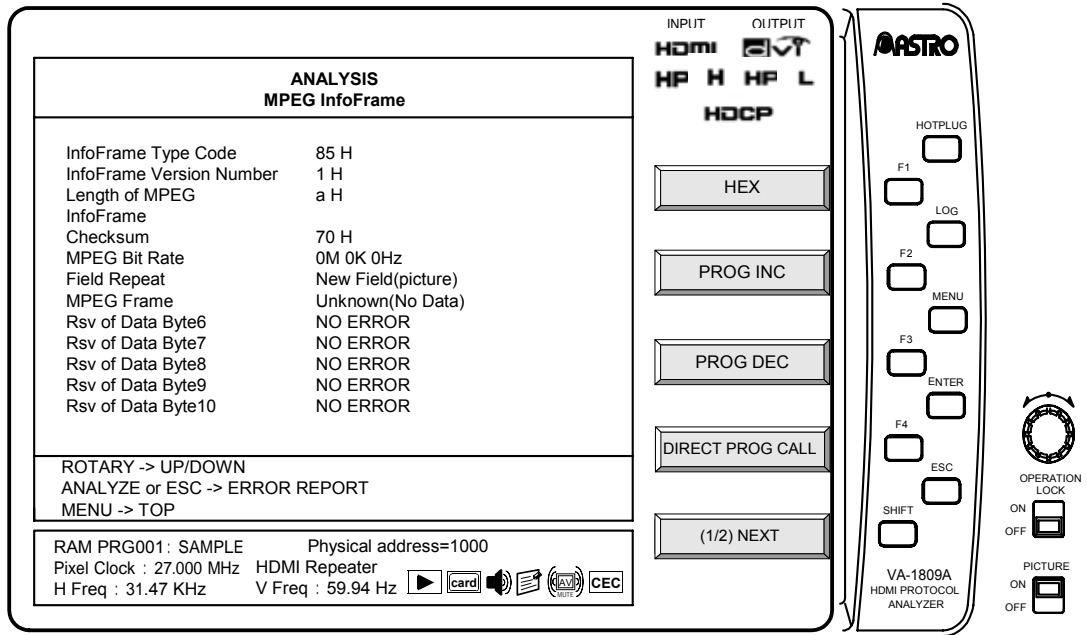 INPUT OUTPUT
HDMI DVI
HP H HP L
HDCP
ANALYSIS
MPEG InfoFrame
InfoFrame Type Code 85 H
InfoFrame Version Number 1 H
Length of MPEG a H
InfoFrame
Checksum 70 H
MPEG Bit Rate 0M 0K 0Hz
Field Repeat New Field(picture)
MPEG Frame Unknown(No Data)
Rsv of Data Byte6 NO ERROR
Rsv of Data Byte7 NO ERROR
Rsv of Data Byte8 NO ERROR
Rsv of Data Byte9 NO ERROR
Rsv of Data Byte10 NO ERROR
ROTARY -> UP/DOWN
ANALYZE or ESC -> ERROR REPORT
MENU -> TOP
RAM PRG001: SAMPLE Physical address=1000
Pixel Clock : 27.000 MHz HDMI Repeater
H Freq : 31.47 KHz V Freq : 59.94 Hz card AV MUTE CEC
HEX
PROG INC
PROG DEC
DIRECT PROG CALL
(1/2) NEXT
ASTRO
HOTPLUG
F1
LOG
F2
MENU
F3
ENTER
F4
ESC
SHIFT
VA-1809A
HDMI PROTOCOL
ANALYZER
OPERATION
LOCK
ON
OFF
PICTURE
ON
OFF